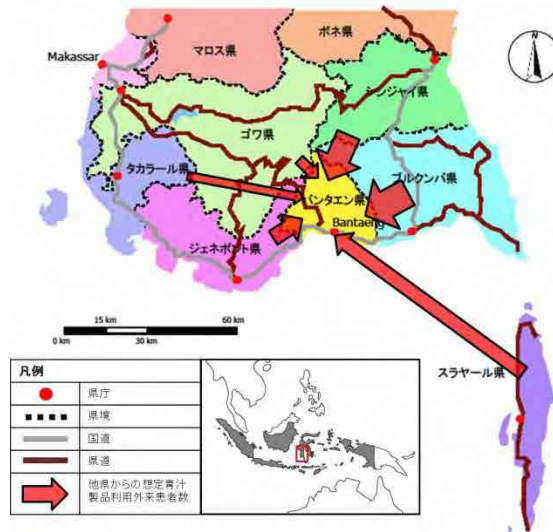 Makassar
マロス県
ボネ県
シンジャイ県
ゴワ県
タカラール県
バンタエン県
ブルクンバ県
Bantaeng
ジェネポント県
15 km
60 km
0 km
30 km
スラヤール県
凡例
県庁
県境
国道
県道
他県からの想定青汁
製品利用外来患者数